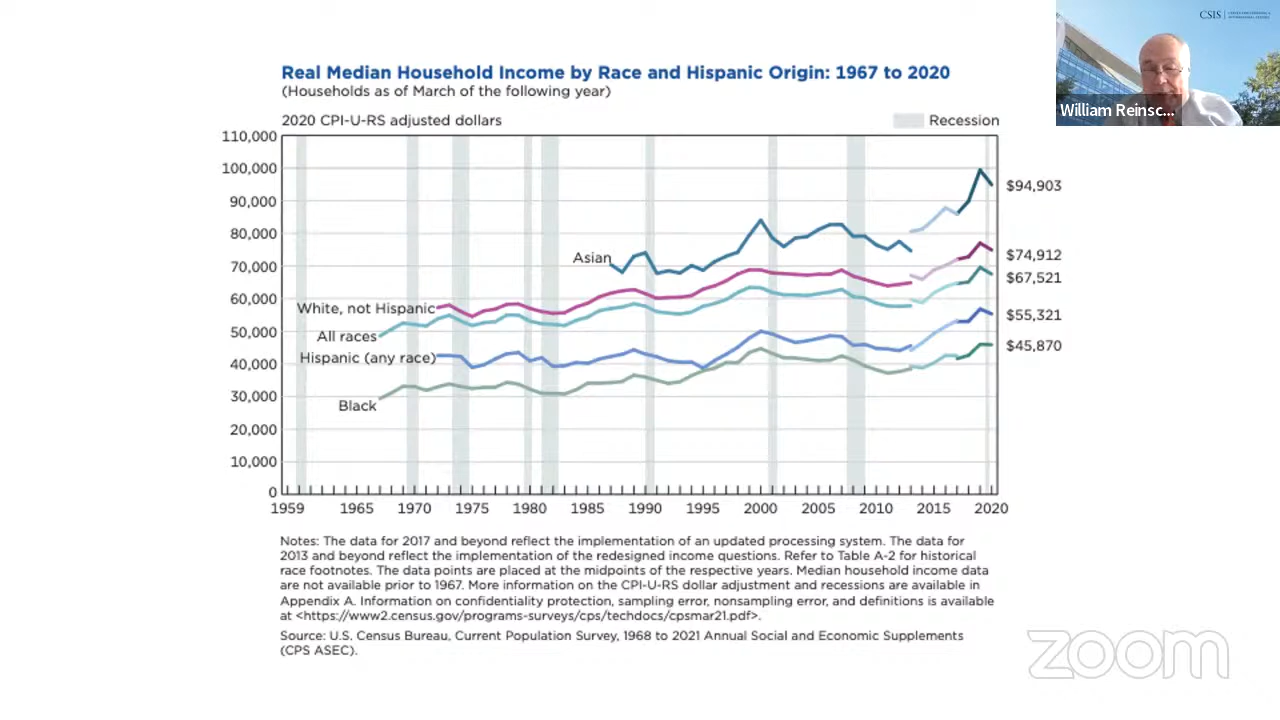 CSIS
William Reinsc...
Real Median Household Income by Race and Hispanic Origin: 1967 to 2020
(Households as of March of the following year)
2020 CPI-U-RS adjusted dollars
Recession
110,000
100,000
90,000
80,000
70,000
60,000
50,000
40,000
30,000
20,000
10,000
0
Asian
White, not Hispanic
All races
Hispanic (any race)
Black
$94,903
$74,912
$67,521
$55,321
$45,870
1959 1965 1970 1975 1980 1985 1990 1995 2000 2005 2010 2015 2020
Notes: The data for 2017 and beyond reflect the implementation of an updated processing system. The data for
2013 and beyond reflect the implementation of the redesigned income questions. Refer to Table A-2 for historical
race footnotes. The data points are placed at the midpoints of the respective years. Median household income data
are not available prior to 1967. More information on the CPI-U-RS dollar adjustment and recessions are available in
Appendix A. Information on confidentiality protection, sampling error, nonsampling error, and definitions is available
at <https://www2.census.gov/programs-surveys/cps/techdocs/cpsmar21.pdf>.
Source: U.S. Census Bureau, Current Population Survey, 1968 to 2021 Annual Social and Economic Supplements
(CPS ASEC).
zoom